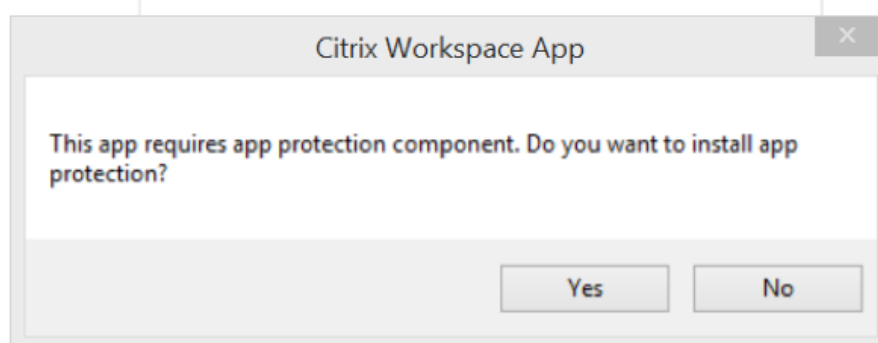 Citrix Workspace App
This app requires app protection component. Do you want to install app
protection?
Yes
No